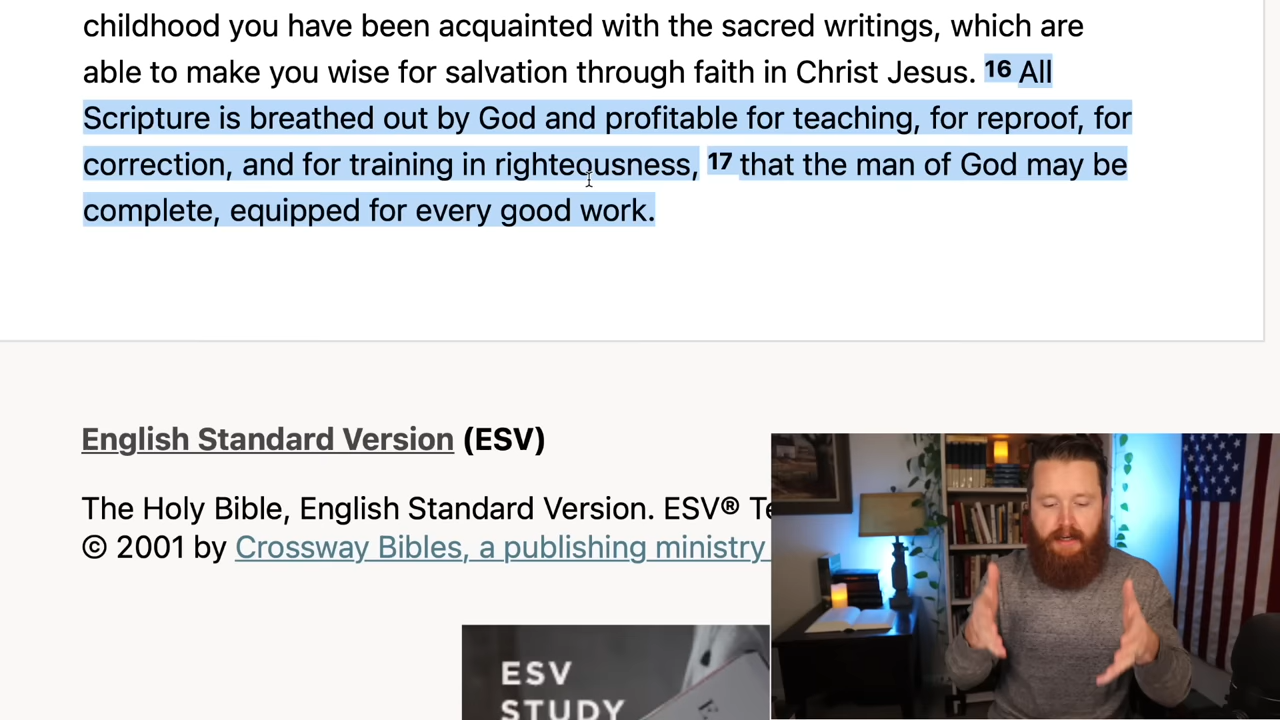 childhood you have been acquainted with the sacred writings, which are
able to make you wise for salvation through faith in Christ Jesus. 16 All
Scripture is breathed out by God and profitable for teaching, for reproof, for
correction, and for training in righteousness, 17 that the man of God may be
complete, equipped for every good work.
English Standard Version (ESV)
The Holy Bible, English Standard Version. ESV®
© 2001 by Crossway Bibles, a publishing ministry
ESV
STUDY